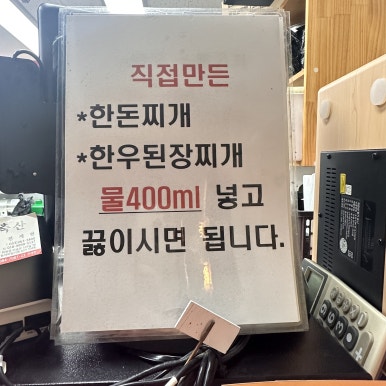 직접만든
*한돈찌개
*한우된장찌개
물400ml 넣고
끓이시면 됩니다.